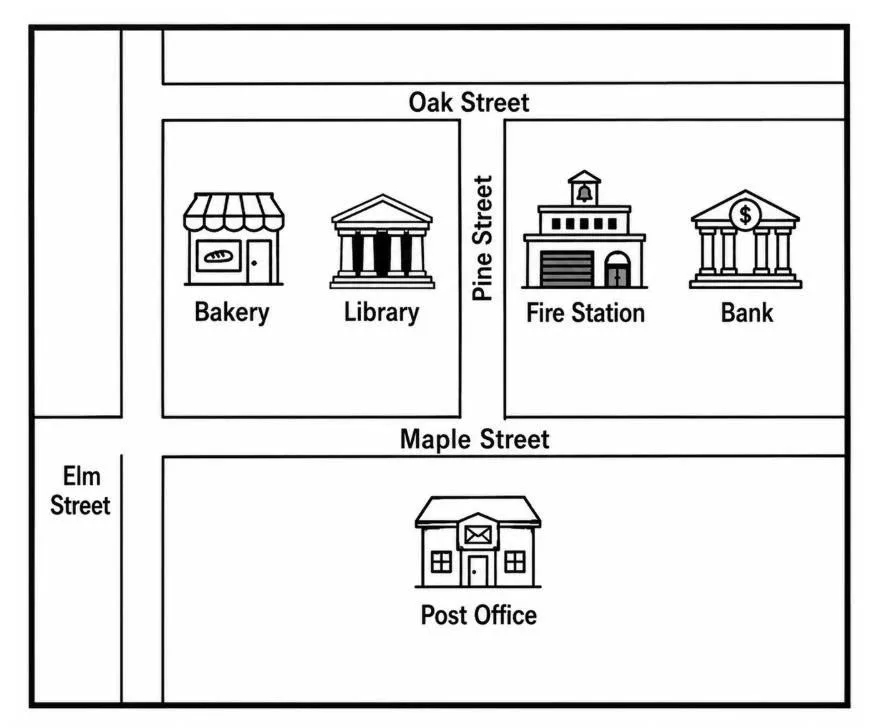 Oak Street
Pine Street
$
Bakery
Library
Fire Station
Bank
Maple Street
Elm
Street
Post Office